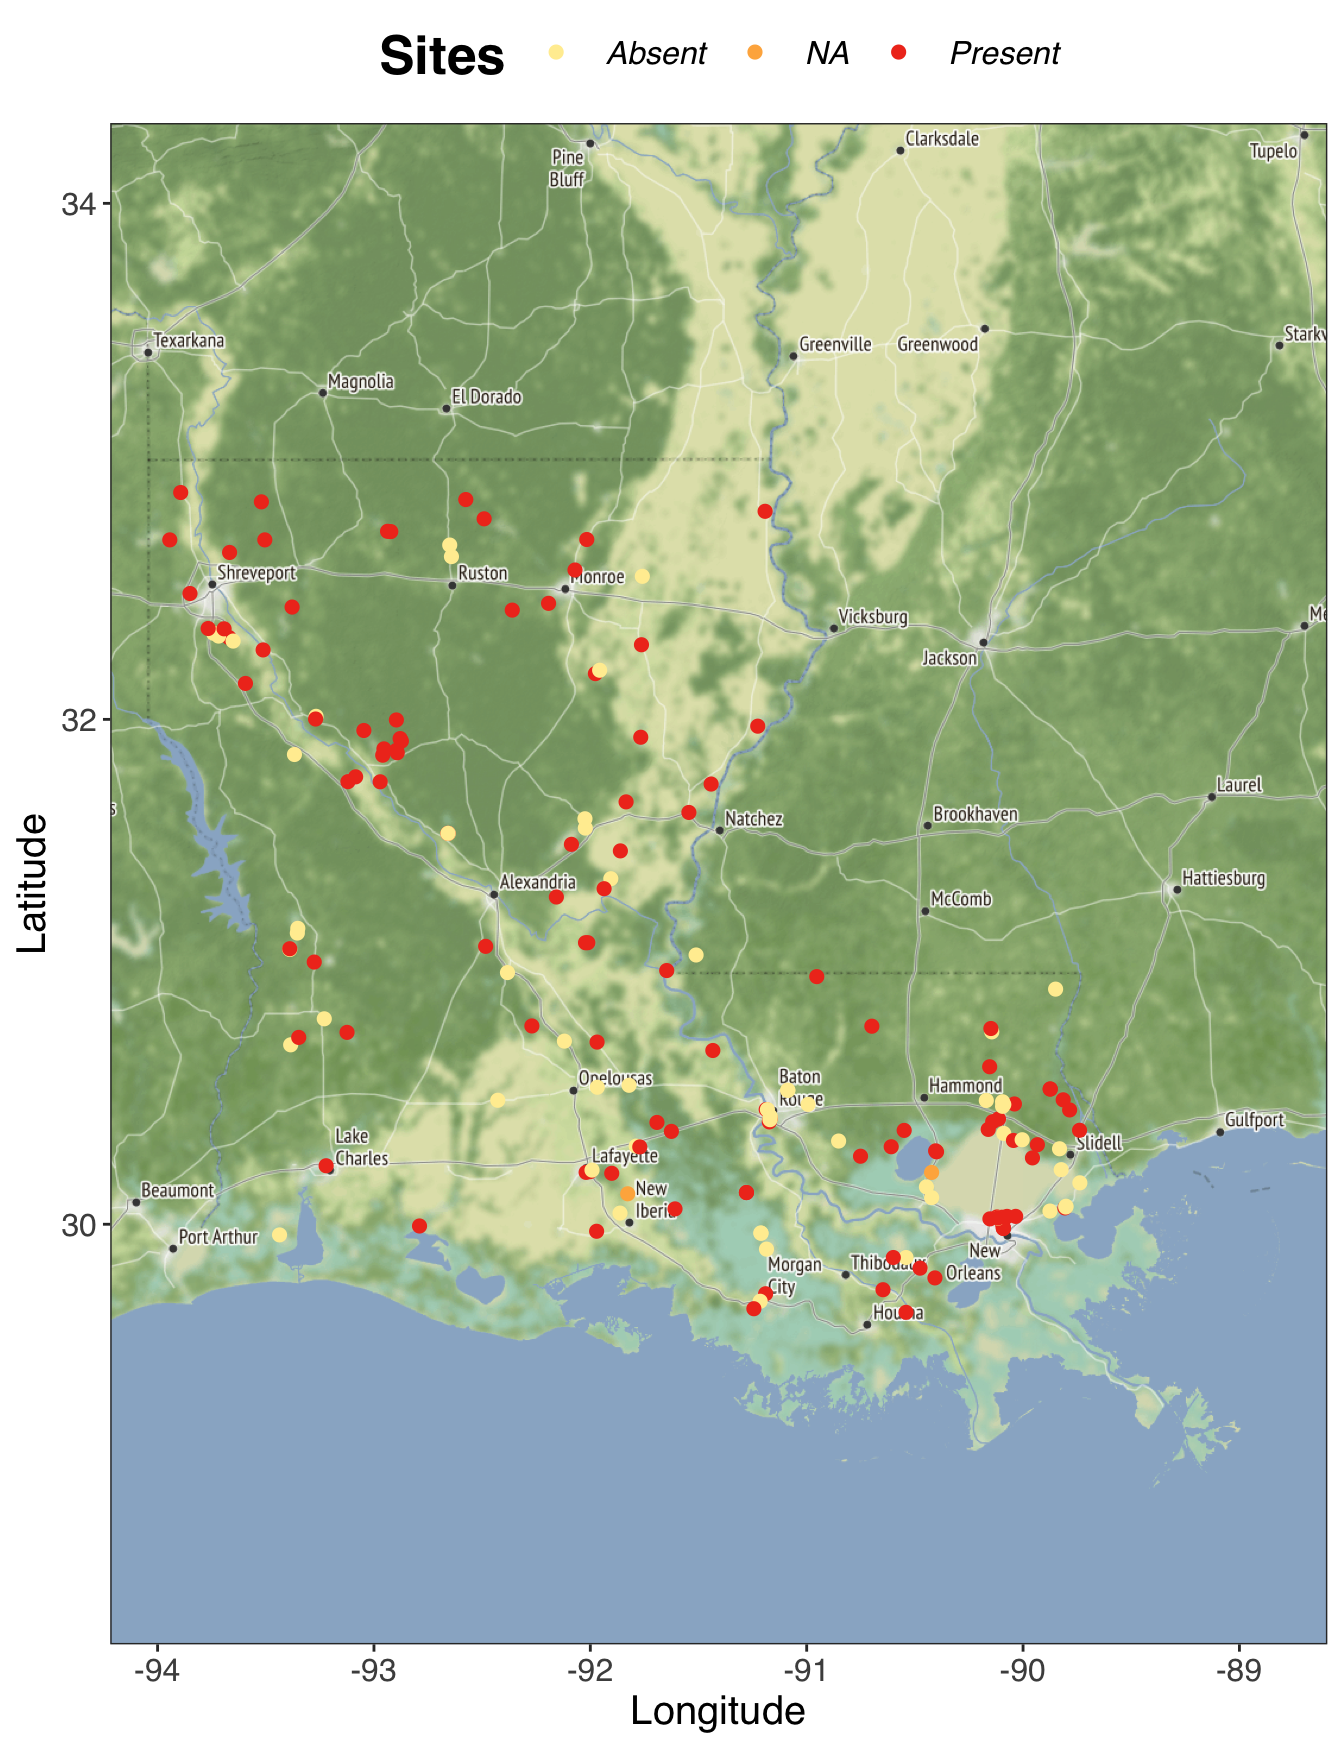 Sites Absent NA Present
Clarksdale
Tupelo
Pine
Bluff
34
Texarkana
Greenville
Greenwood
Starkv
Magnolia
El Dorado
Shreveport
Ruston
Monroe
Vicksburg
Me
Jackson
32
Laurel
s
Natchez
Brookhaven
Alexandria
Hattiesburg
McComb
Latitude
Baton
Rouge
Opelousas
Hammond
Gulfport
Lake
Charles
Slidell
Lafayette
Beaumont
New
Iberia
30
Port Arthur
New
Orleans
Morgan
City
Thibodaux
Houma
-94 -93 -92 -91 -90 -89
Longitude